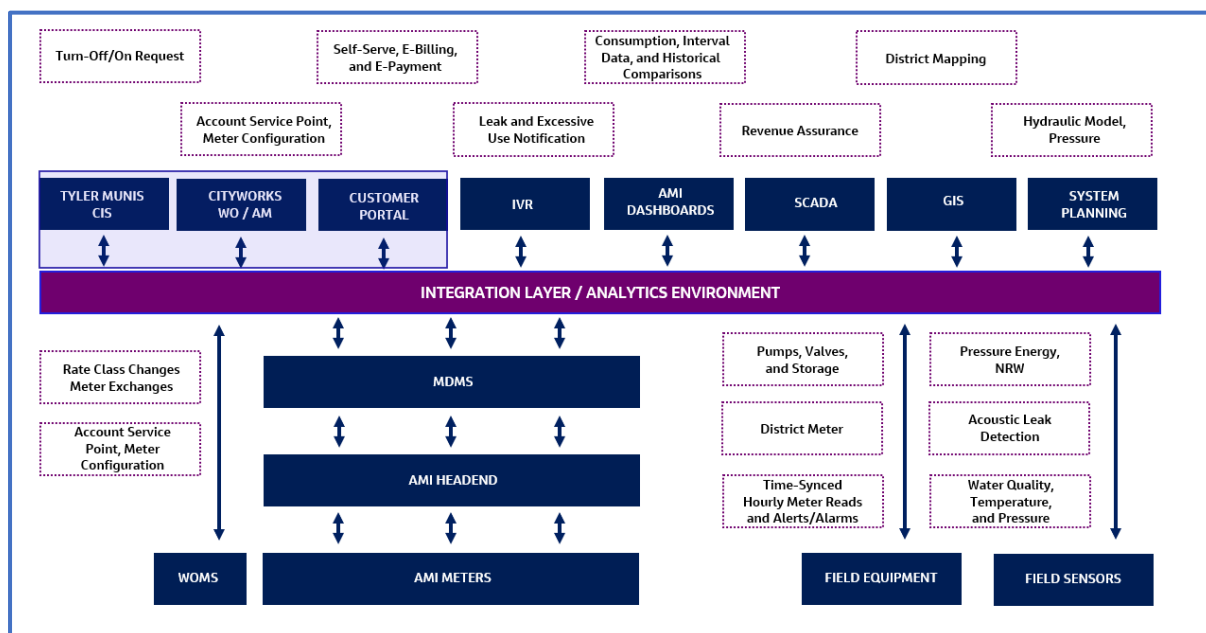 Turn-Off/On Request
Self-Serve, E-Billing,
and E-Payment
Consumption, Interval
Data, and Historical
Comparisons
District Mapping
Account Service Point,
Meter Configuration
Leak and Excessive
Use Notification
Revenue Assurance
Hydraulic Model,
Pressure
TYLER MUNIS
CIS
CITYWORKS
WO / AM
CUSTOMER
PORTAL
IVR
AMI
DASHBOARDS
SCADA
GIS
SYSTEM
PLANNING
INTEGRATION LAYER / ANALYTICS ENVIRONMENT
Rate Class Changes
Meter Exchanges
Account Service
Point, Meter
Configuration
MDMS
AMI HEADEND
Pumps, Valves,
and Storage
Pressure Energy,
NRW
District Meter
Acoustic Leak
Detection
Time-Synced
Hourly Meter Reads
and Alerts/Alarms
Water Quality,
Temperature,
and Pressure
WOMS
AMI METERS
FIELD EQUIPMENT
FIELD SENSORS